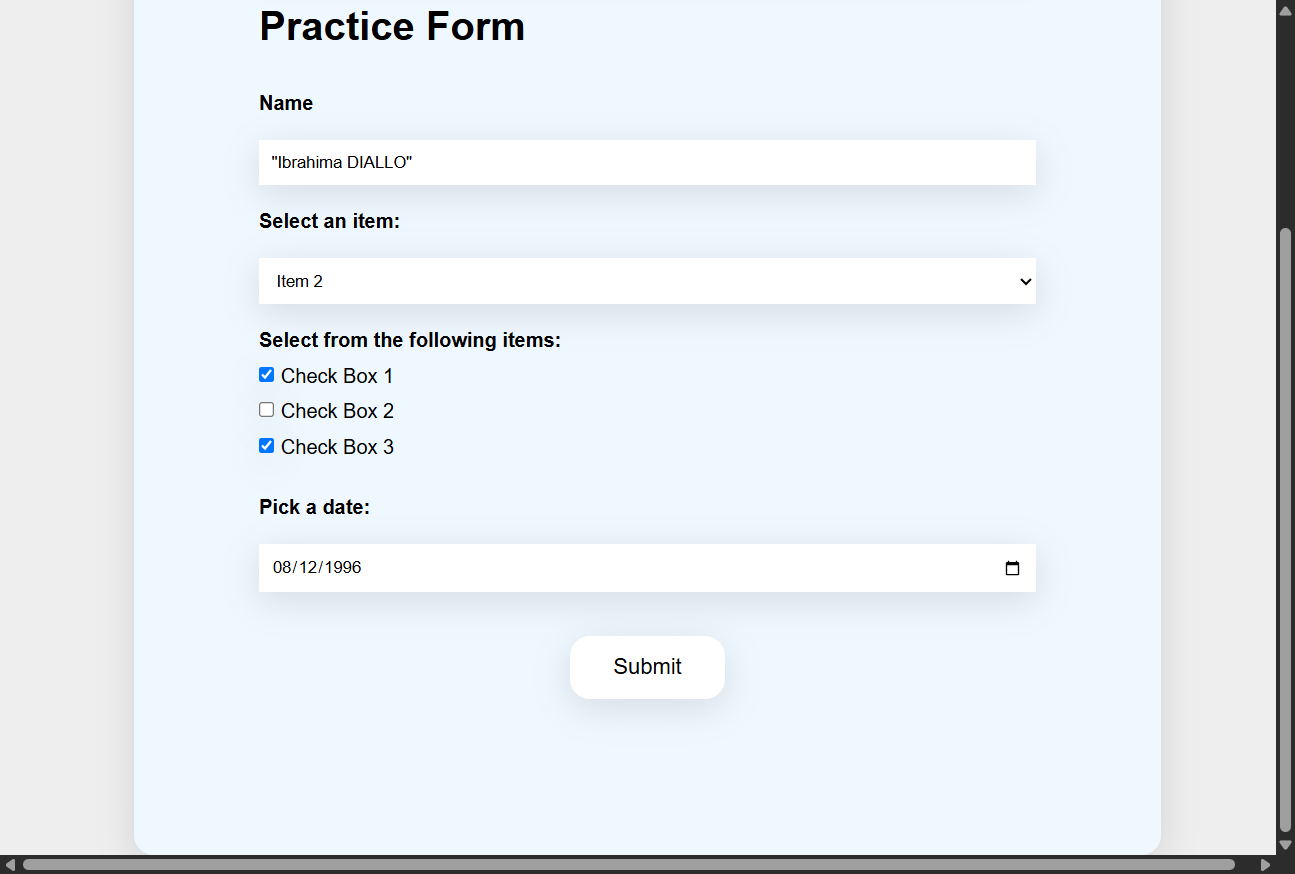 Practice Form
Name
"Ibrahima DIALLO"
Select an item:
Item 2
Select from the following items:
Check Box 1
Check Box 2
Check Box 3
Pick a date:
08/12/1996
Submit